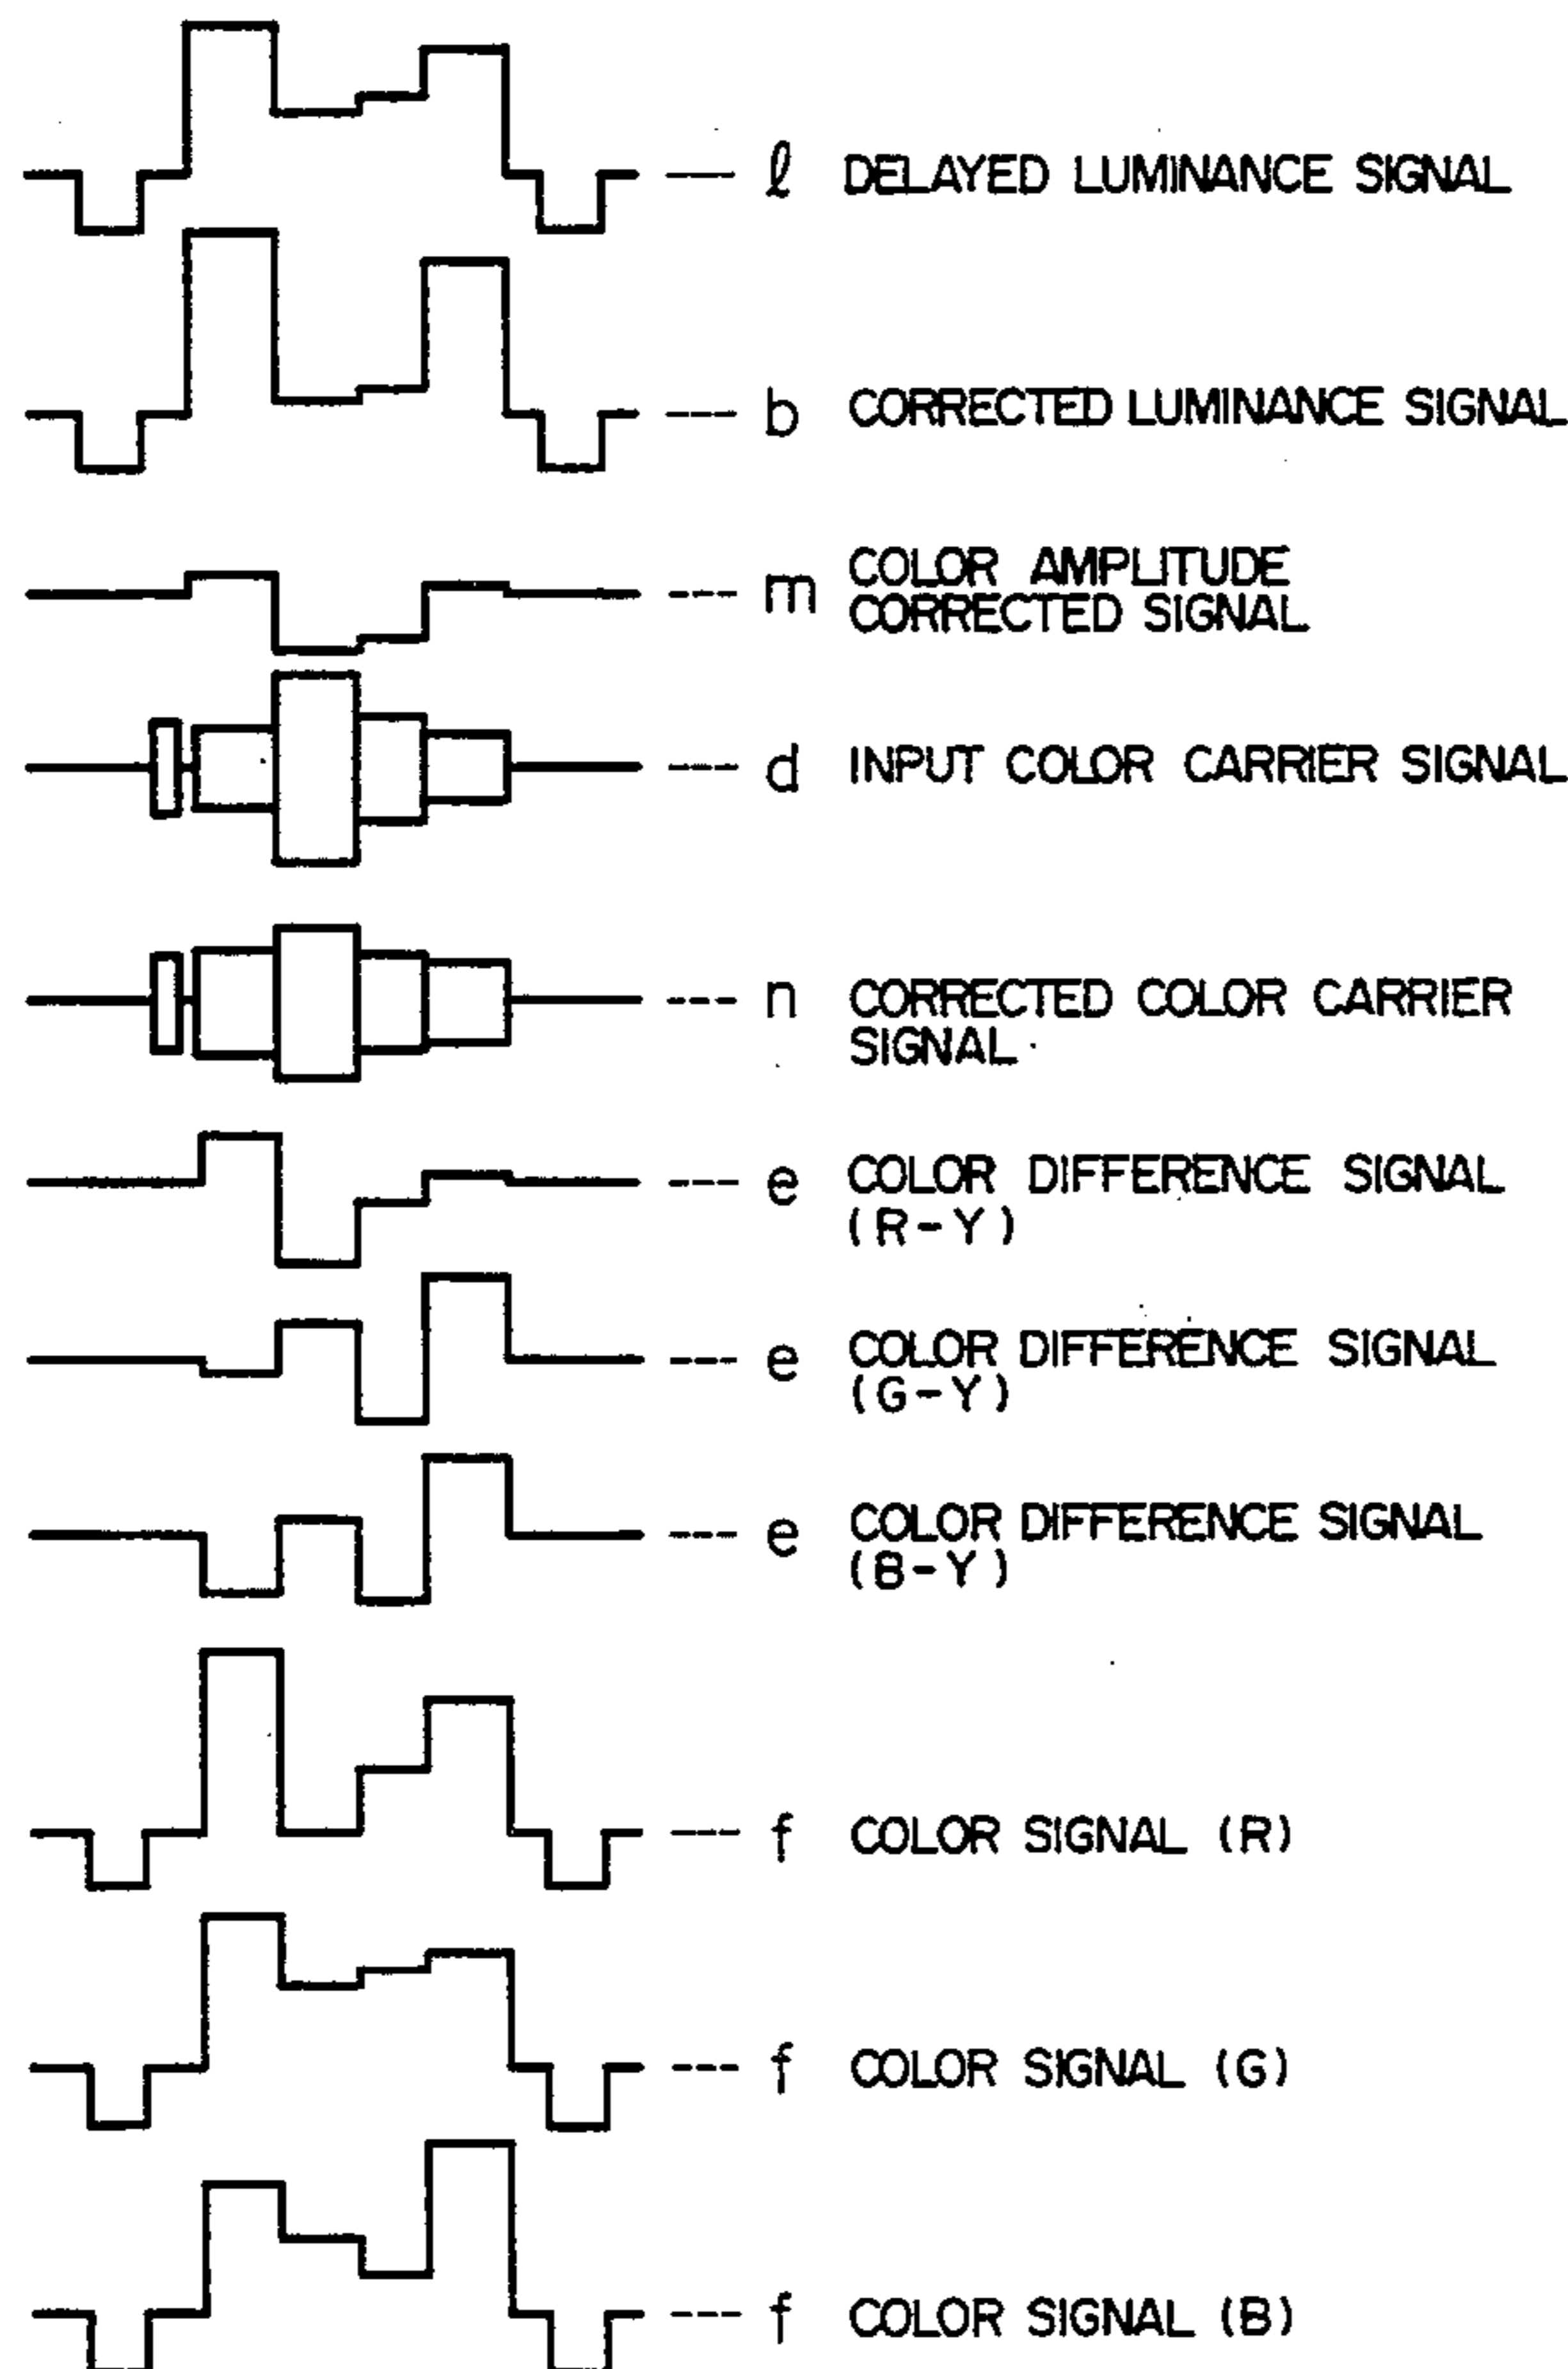 ℓ DELAYED LUMINANCE SIGNAL
b CORRECTED LUMINANCE SIGNAL
m COLOR AMPLITUDE
CORRECTED SIGNAL
d INPUT COLOR CARRIER SIGNAL
n CORRECTED COLOR CARRIER
SIGNAL
e COLOR DIFFERENCE SIGNAL
(R-Y)
e COLOR DIFFERENCE SIGNAL
(G-Y)
e COLOR DIFFERENCE SIGNAL
(B-Y)
f COLOR SIGNAL (R)
f COLOR SIGNAL (G)
f COLOR SIGNAL (B)